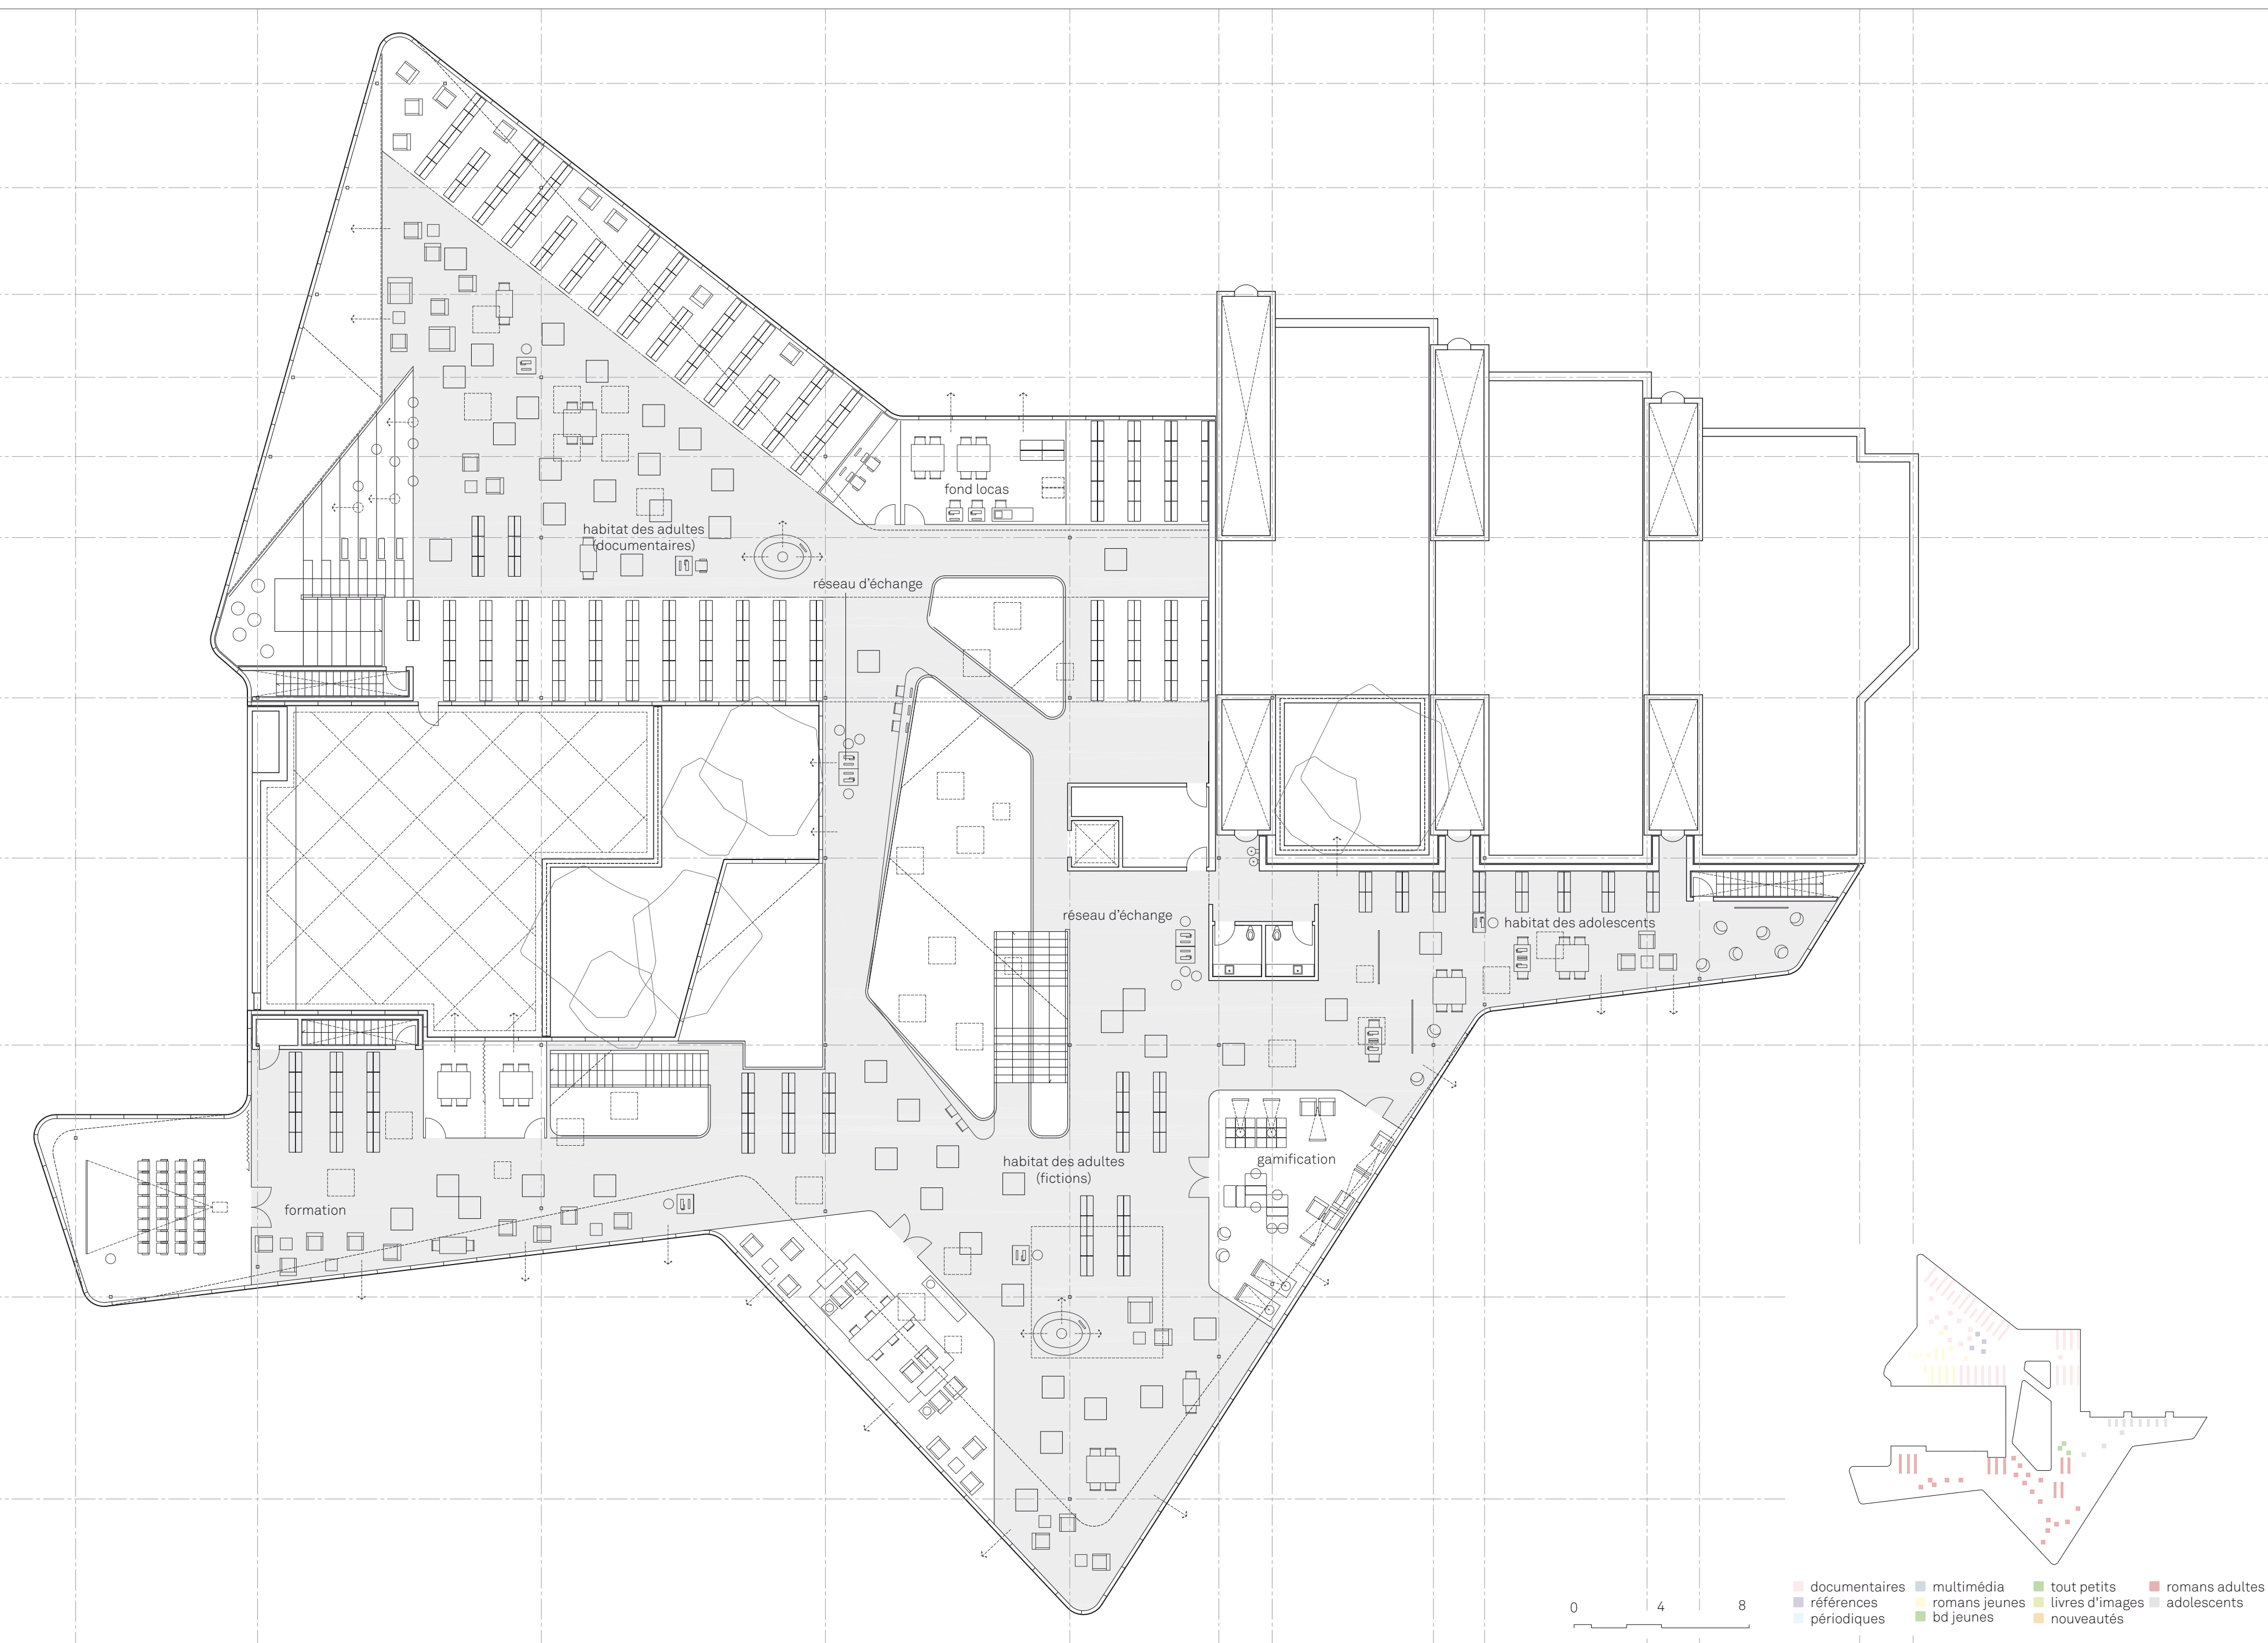 fond locas
habitat des adultes
(documentaires)
réseau d'échange
réseau d'échange
habitat des adolescents
habitat des adultes
(fictions)
gamification
formation
0 4 8
documentaires
références
périodiques
multimédia
romans jeunes
bd jeunes
tout petits
livres d'images
nouveautés
romans adultes
adolescents